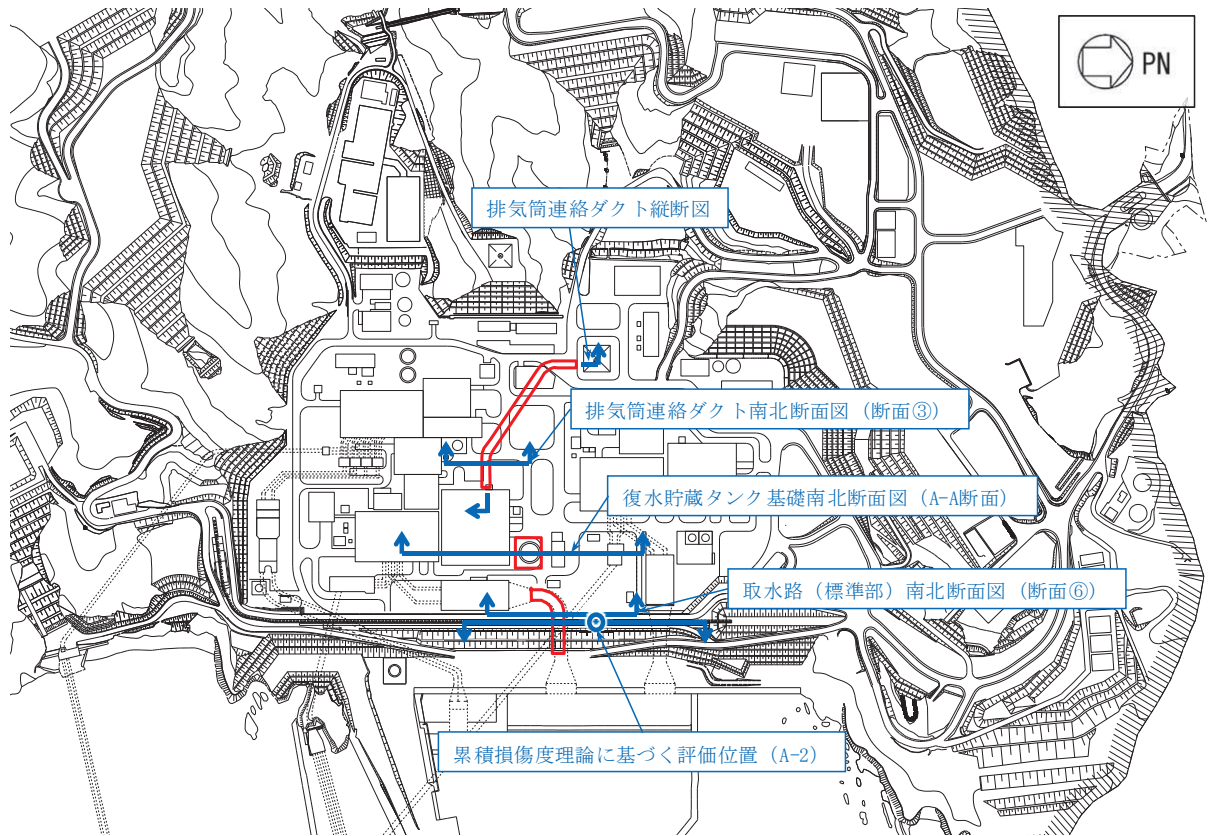 PN
排気筒連絡ダクト縦断図
排気筒連絡ダクト南北断面図（断面③）
復水貯蔵タンク基礎南北断面図（A-A断面）
取水路（標準部）南北断面図（断面⑥）
累積損傷度理論に基づく評価位置（A-2）